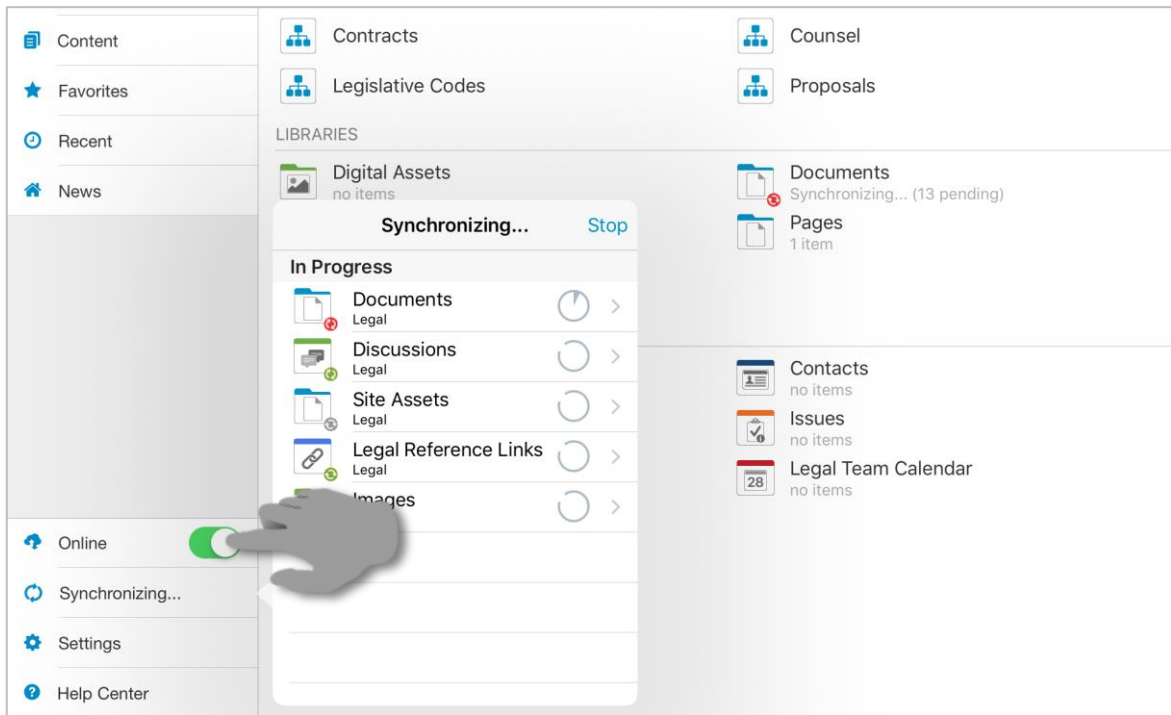 Content
Favorites
Recent
News
Contracts
Counsel
Legislative Codes
Proposals
LIBRARIES
Digital Assets
no items
Documents
Synchronizing... (13 pending)
Pages
1 item
Synchronizing...
Stop
In Progress
Documents
Legal
Discussions
Legal
Site Assets
Legal
Legal Reference Links
Legal
Images
Contacts
no items
Issues
no items
28
Legal Team Calendar
no items
Online
Synchronizing...
Settings
Help Center